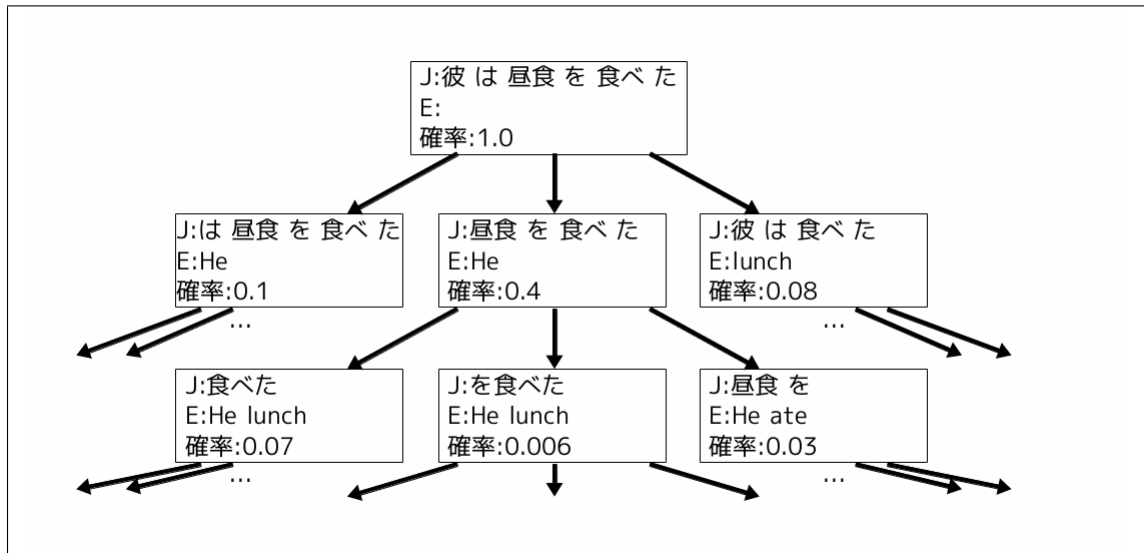 J:彼 は 昼食 を 食べ た
E:
確率:1.0
J:は 昼食 を 食べ た
E:He
確率:0.1
J:昼食 を 食べ た
E:He
確率:0.4
J:彼 は 食べ た
E:lunch
確率:0.08
...
...
J:食べた
E:He lunch
確率:0.07
J:を食べた
E:He lunch
確率:0.006
J:昼食 を
E:He ate
確率:0.03
...
...